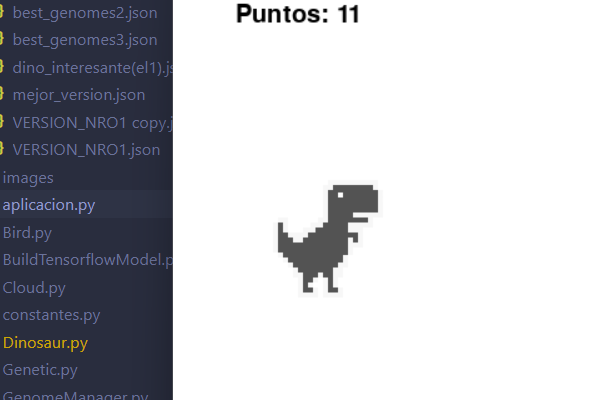 best_genomes2.json
best_genomes3.json
dino_interesante(el1).js
mejor_version.json
VERSION_NRO1 copy.j
VERSION_NRO1.json
images
aplicacion.py
Bird.py
BuildTensorflowModel.p
Cloud.py
constantes.py
Dinosaur.py
Genetic.py
GenomeManager.py
Puntos: 11